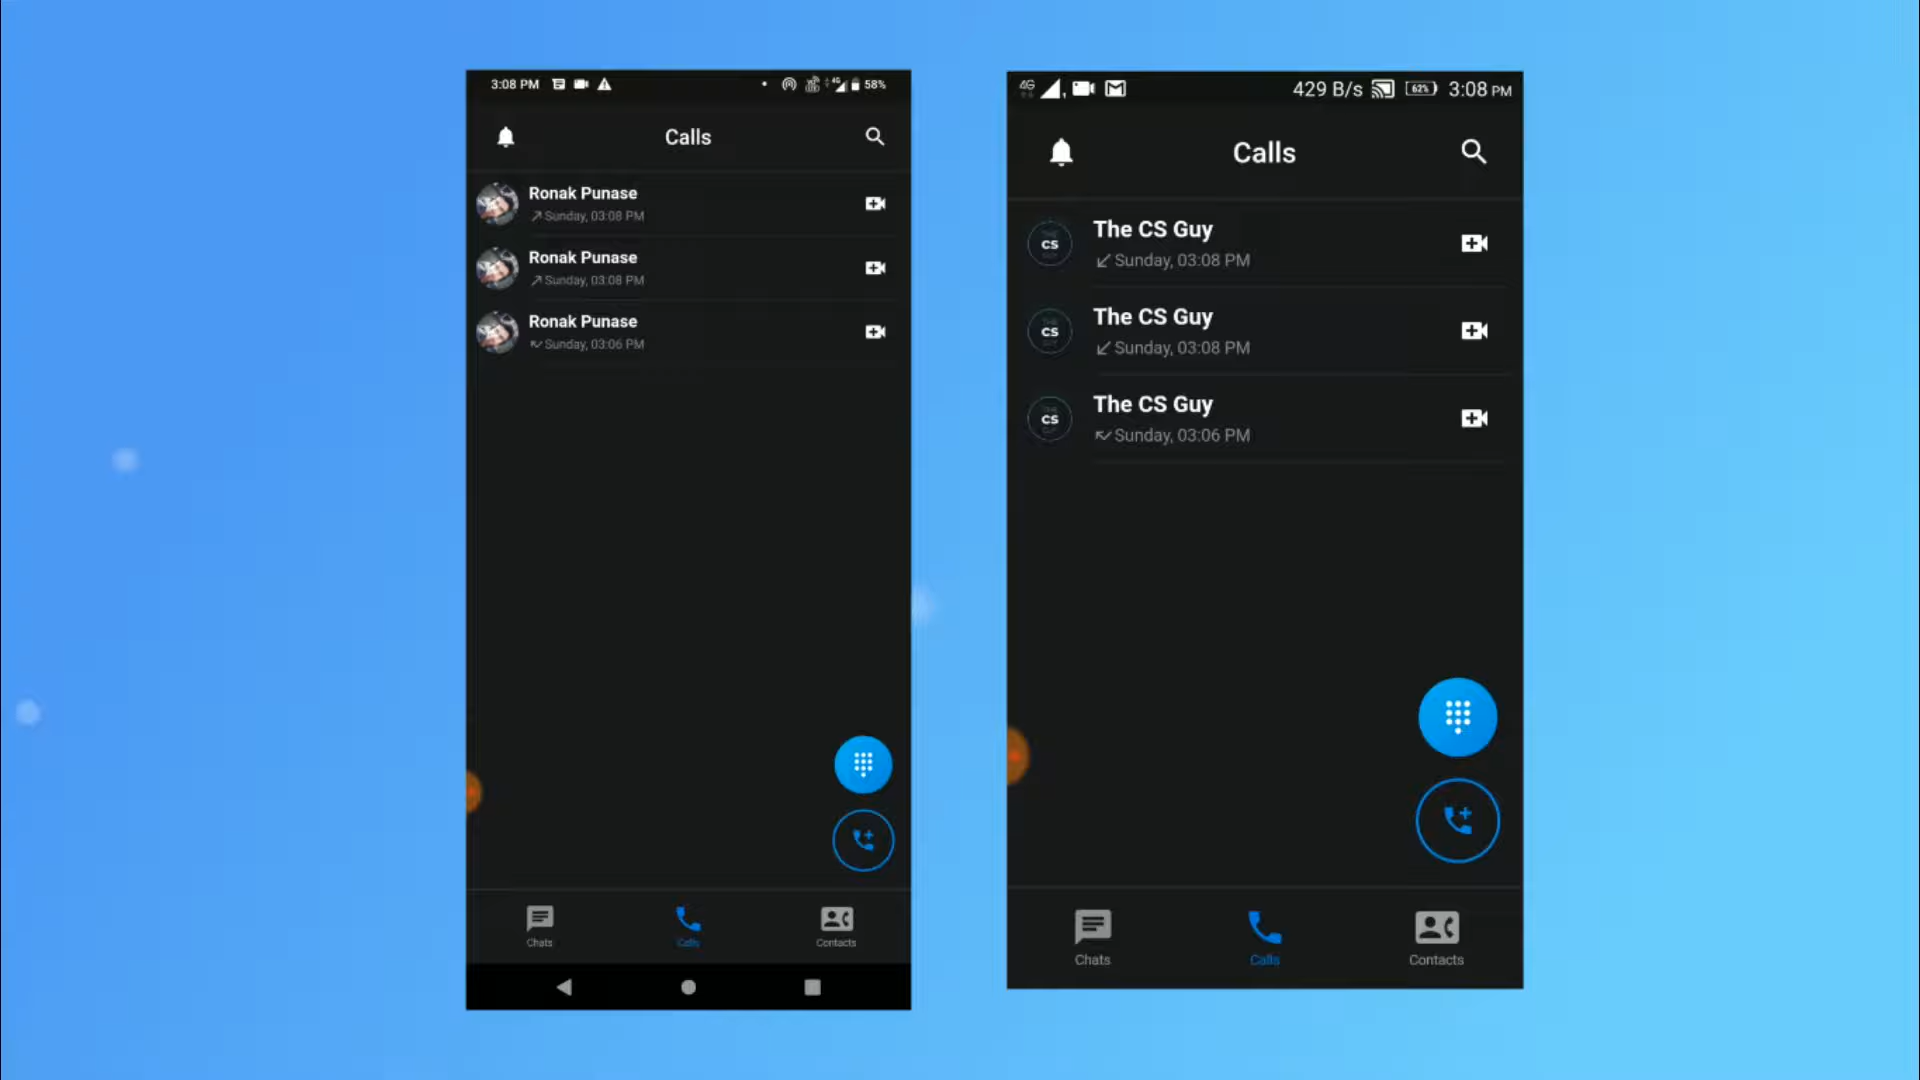 3:08 PM
4G
58%
Calls
Ronak Punase
Sunday, 03:08 PM
Ronak Punase
Sunday, 03:08 PM
Ronak Punase
Sunday, 03:06 PM
Chats
Calls
Contacts
4G
429 B/s
62%
3:08 PM
Calls
CS
The CS Guy
Sunday, 03:08 PM
CS
The CS Guy
Sunday, 03:08 PM
CS
The CS Guy
Sunday, 03:06 PM
Chats
Calls
Contacts